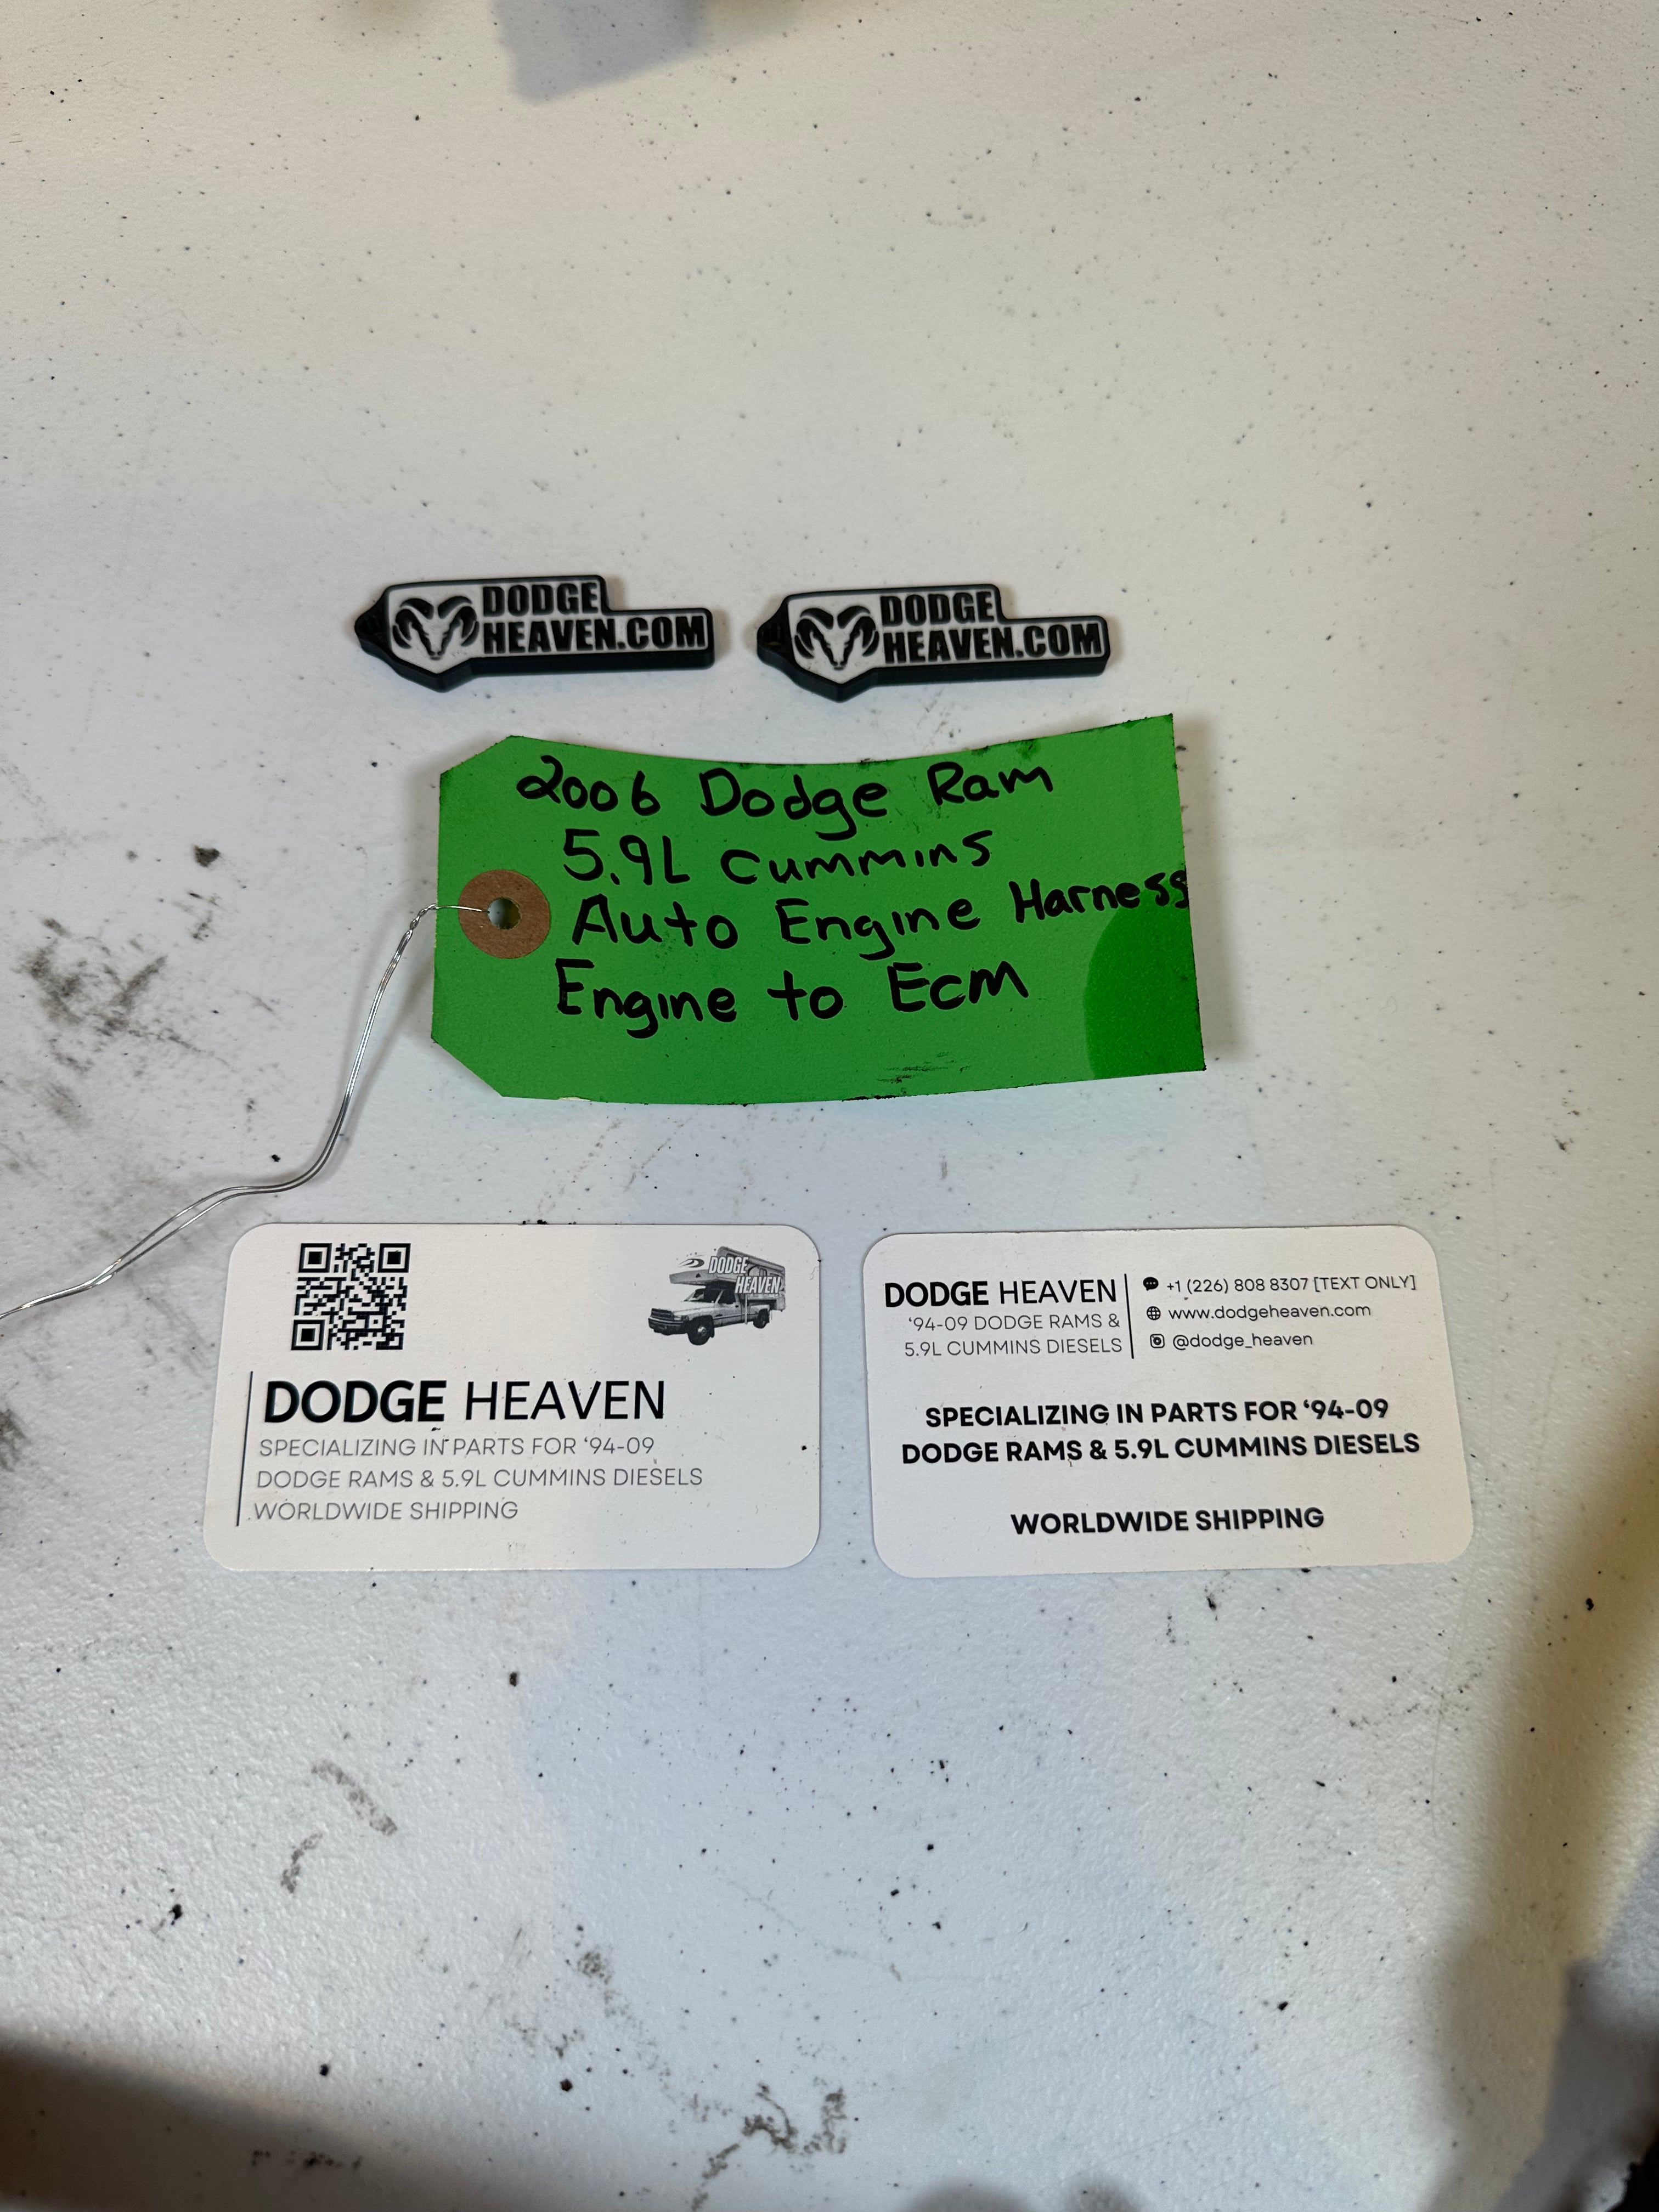 DODGE
HEAVEN.COM
DODGE
HEAVEN.COM
2006 Dodge Ram
5.9L Cummins
Auto Engine Harness
Engine to Ecm
DODGE
HEAVEN
DODGE HEAVEN
SPECIALIZING IN PARTS FOR ‘94-09
DODGE RAMS & 5.9L CUMMINS DIESELS
WORLDWIDE SHIPPING
DODGE HEAVEN
‘94-09 DODGE RAMS &
5.9L CUMMINS DIESELS
+1 (226) 808 8307 [TEXT ONLY]
www.dodgeheaven.com
@dodge_heaven
SPECIALIZING IN PARTS FOR ‘94-09
DODGE RAMS & 5.9L CUMMINS DIESELS
WORLDWIDE SHIPPING